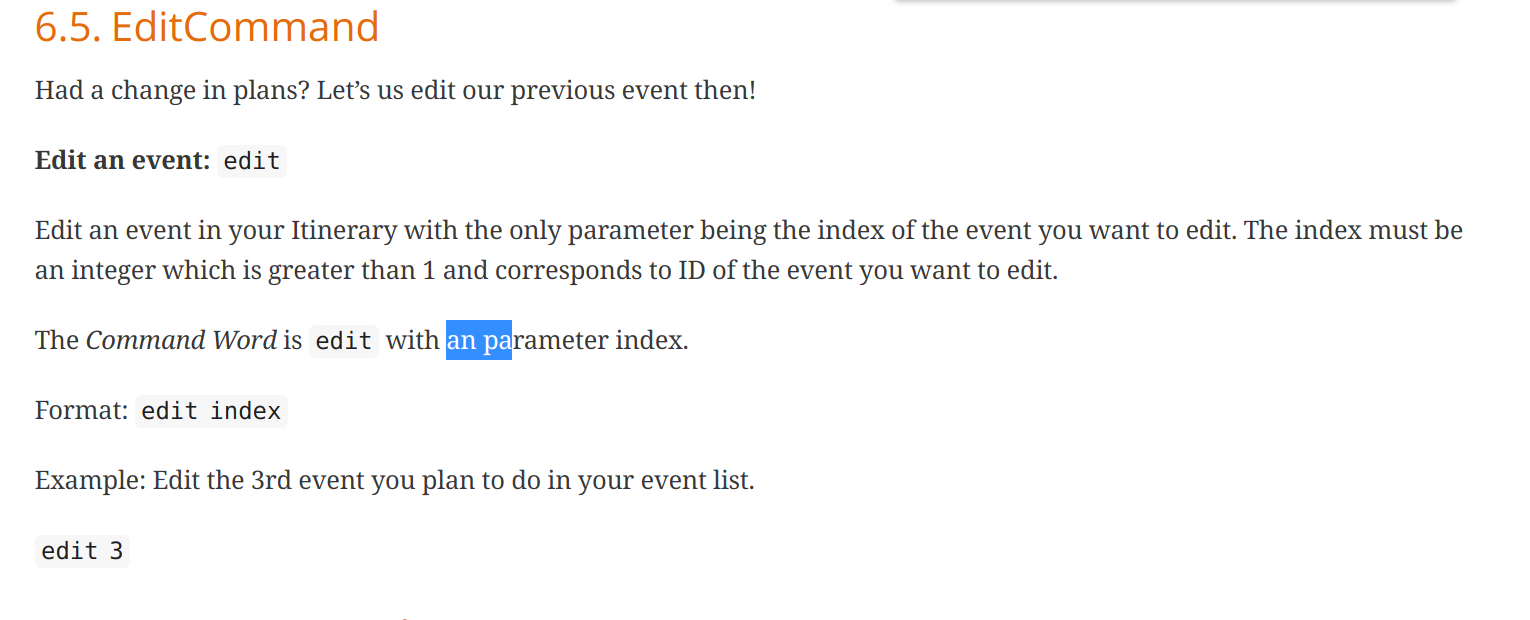 6.5. EditCommand
Had a change in plans? Let’s us edit our previous event then!
Edit an event: edit
Edit an event in your Itinerary with the only parameter being the index of the event you want to edit. The index must be
an integer which is greater than 1 and corresponds to ID of the event you want to edit.
The Command Word is edit with an parameter index.
Format: edit index
Example: Edit the 3rd event you plan to do in your event list.
edit 3